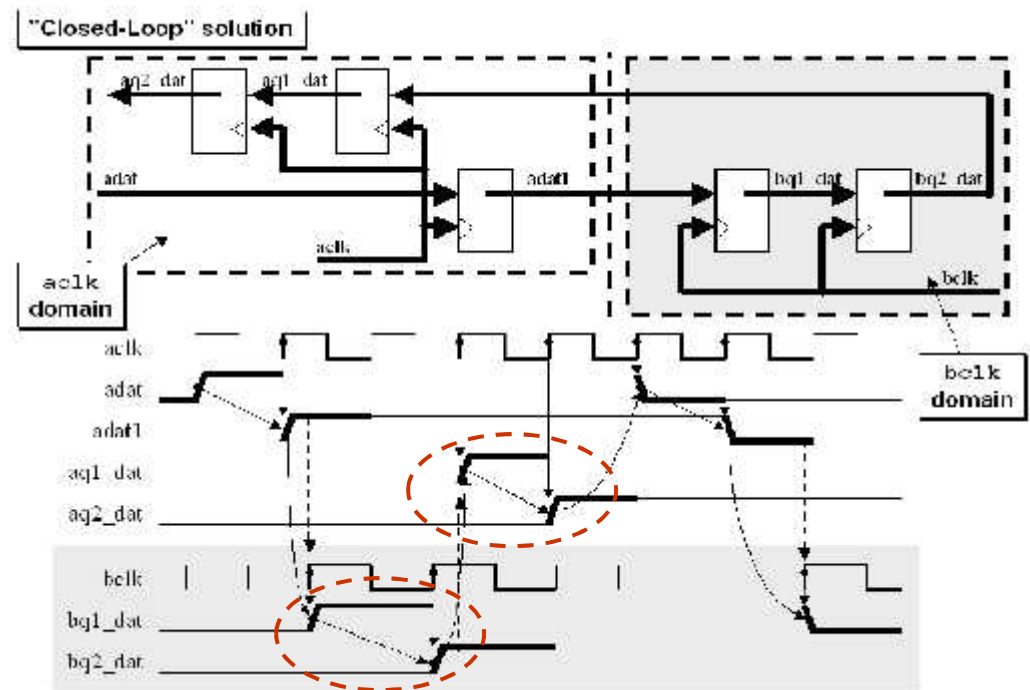 "Closed-Loop" solution
aq2_dat
aq1_dat
adat
adat1
bq1_dat
bq2_dat
aclk
bclk
aclk
domain
aclk
adat
adat1
aq1_dat
aq2_dat
bclk
domain
bclk
bq1_dat
bq2_dat